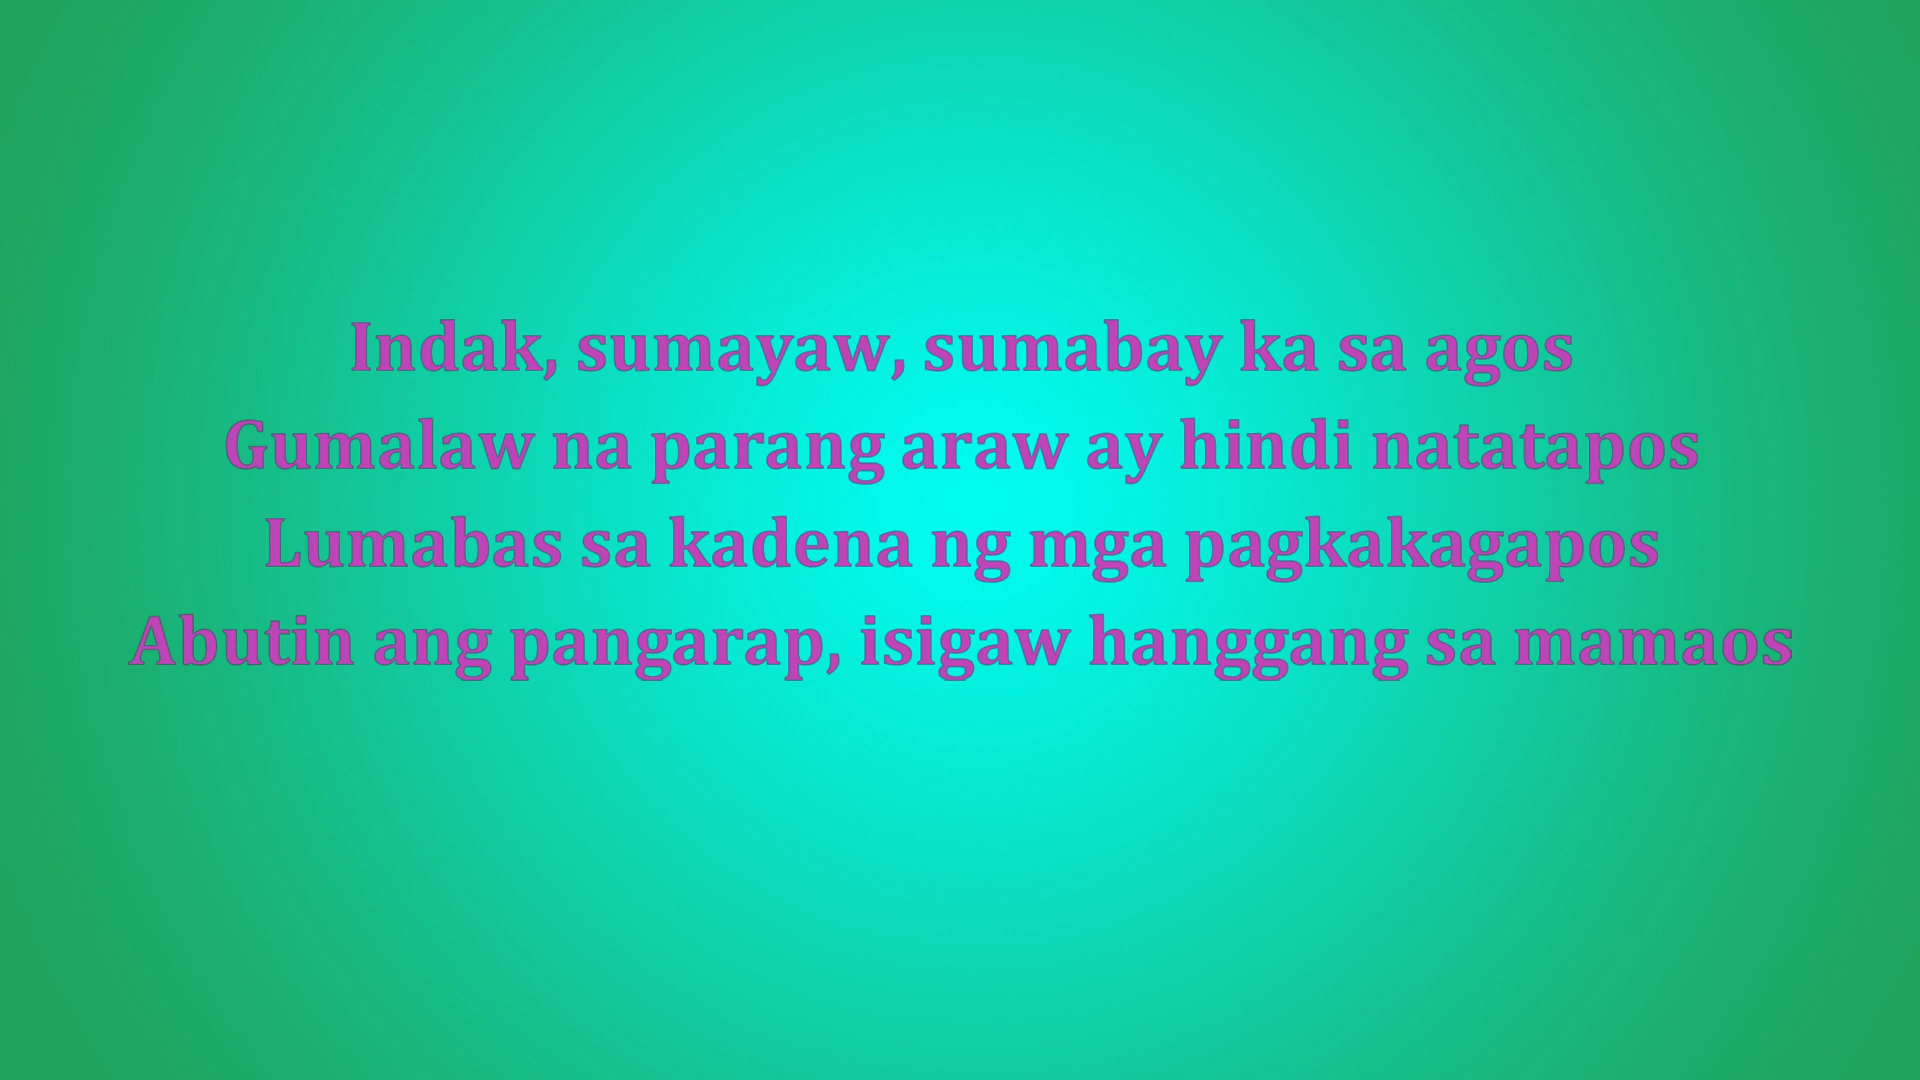 Indak, sumayaw, sumabay ka sa agos
Gumalaw na parang araw ay hindi natatapos
Lumabas sa kadena ng mga pagkakagapos
Abutin ang pangarap, isigaw hanggang sa mamaos